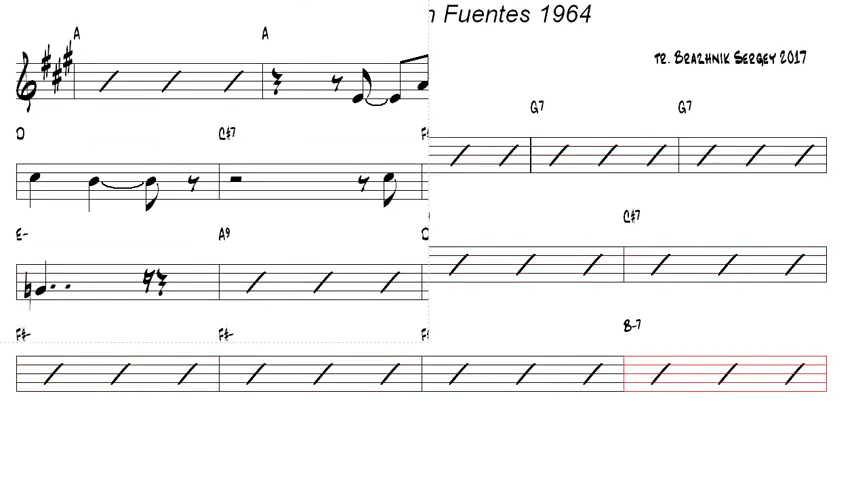 Fuentes 1964
TR. BRAZHNIK SERGEY 2017
A A
G7 G7
D C#7
C#7
E- A9
B-7
F#- F#-